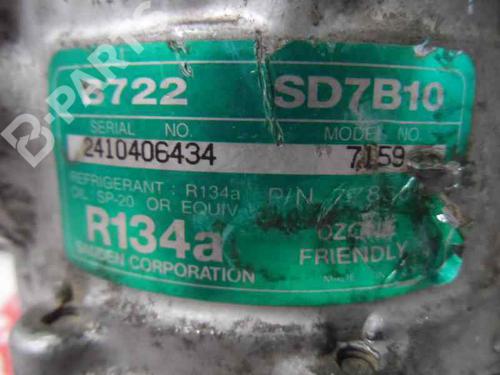 B-PARTS
B722 SD7B10
SERIAL NO. MODEL NO.
2410406434 7159
REFRIGERANT : R134a P/N
OIL SP-20 OR EQUIV
R134a OZONE
FRIENDLY
SANDEN CORPORATION